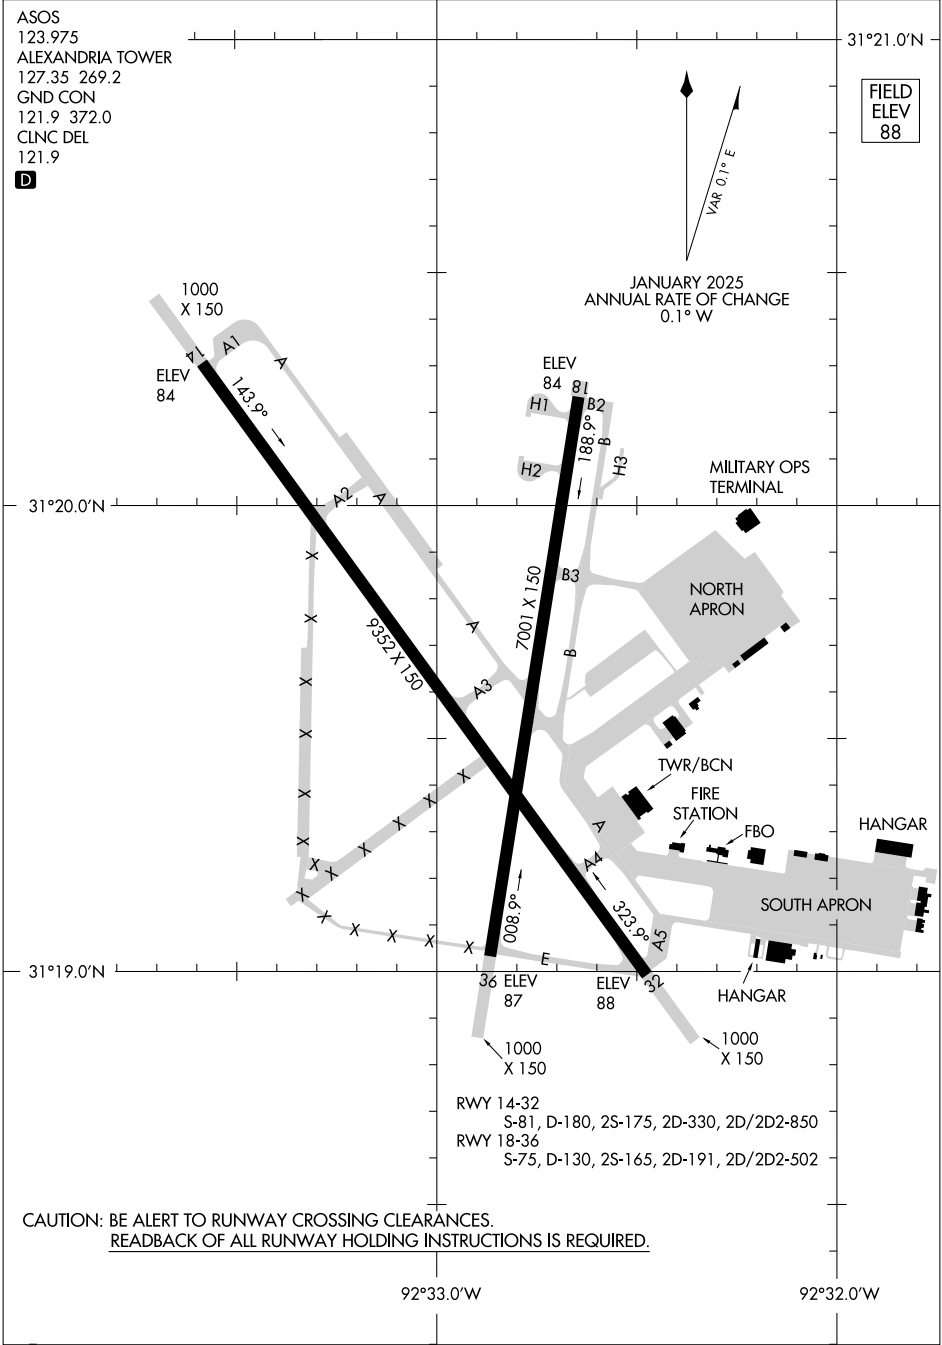 ASOS
123.975
ALEXANDRIA TOWER
127.35 269.2
GND CON
121.9 372.0
CLNC DEL
121.9
D
31°21.0'N
FIELD
ELEV
88
VAR 0.1° E
JANUARY 2025
ANNUAL RATE OF CHANGE
0.1° W
1000
X 150
14
A1
A
ELEV
84
143.9°
ELEV
84
18
H1
B2
188.9°
B
H2
H3
MILITARY OPS
TERMINAL
A2
A
31°20.0'N
X
B3
7001 X 150
NORTH
APRON
X
9352 X 150
A
B
X
A3
X
TWR/BCN
X
X
X
FIRE
STATION
A
X
FBO
HANGAR
X
X
A4
X
X
X
008.9°
323.9°
SOUTH APRON
X
X
X
X
X
A5
E
31°19.0'N
36
ELEV
87
ELEV
88
32
HANGAR
1000
X 150
1000
X 150
RWY 14-32
S-81, D-180, 2S-175, 2D-330, 2D/2D2-850
RWY 18-36
S-75, D-130, 2S-165, 2D-191, 2D/2D2-502
CAUTION: BE ALERT TO RUNWAY CROSSING CLEARANCES.
READBACK OF ALL RUNWAY HOLDING INSTRUCTIONS IS REQUIRED.
92°33.0'W
92°32.0'W